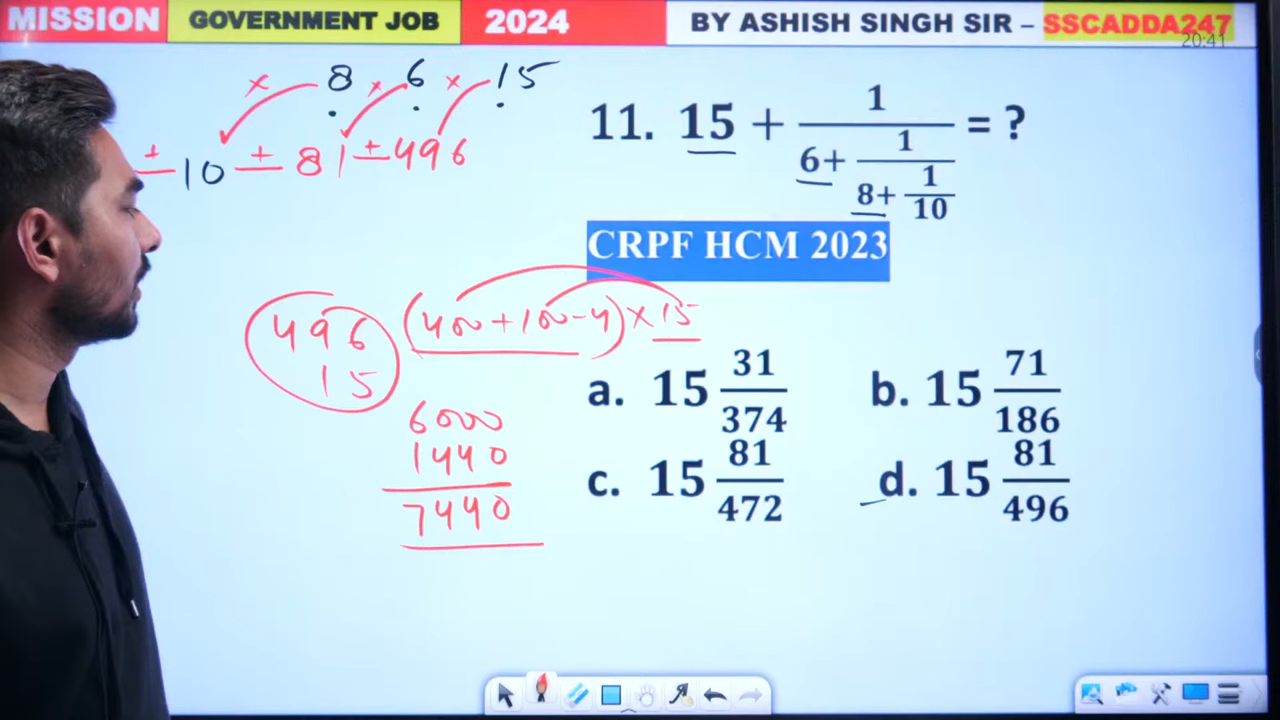 MISSION GOVERNMENT JOB 2024 BY ASHISH SINGH SIR – SSCADDA247
20:41
× 8 × 6 × 15
± 10 ± 81 ± 496
11. 15 + 1/(6+ 1/(8+ 1/10)) = ?
CRPF HCM 2023
496
15
(400+100-4)×15
6000
1440
7440
a. 15 31/374 b. 15 71/186
c. 15 81/472 d. 15 81/496